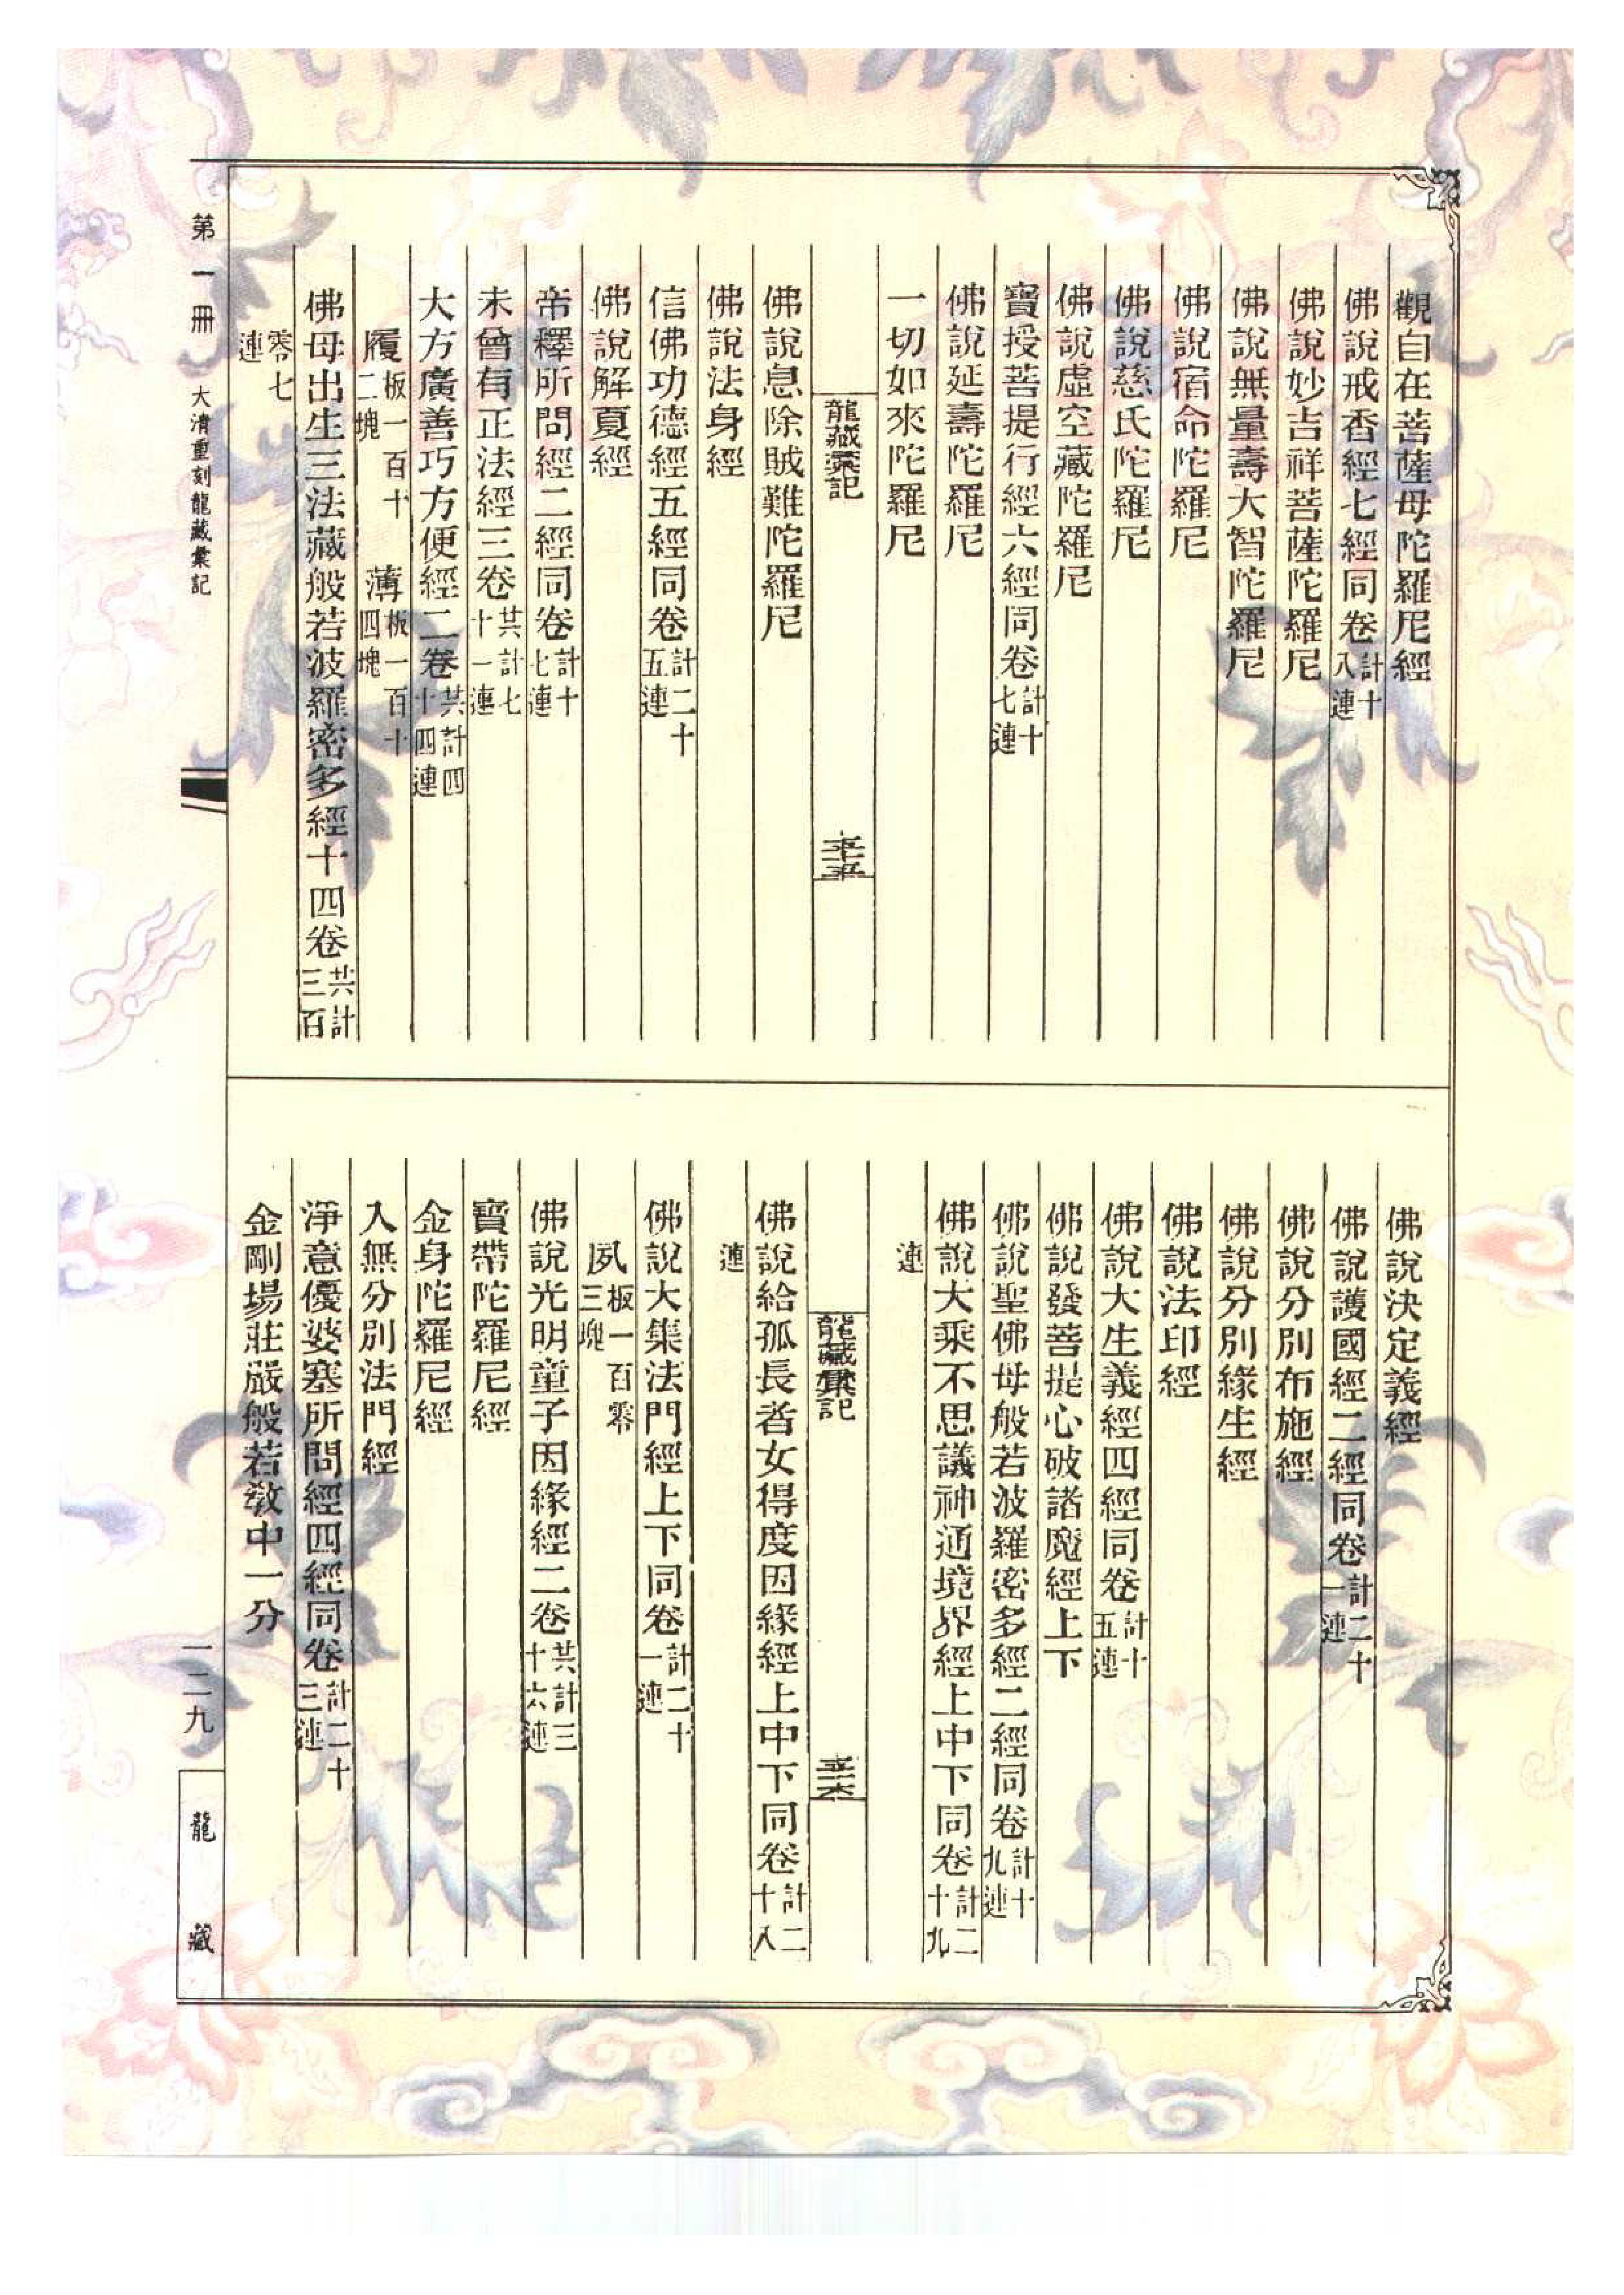 觀自在菩薩母陀羅尼經
佛說戒香經七經同卷計十八連
佛說妙吉祥菩薩陀羅尼
佛說無量壽大智陀羅尼
佛說宿命陀羅尼
佛說慈氏陀羅尼
佛說虛空藏陀羅尼
寶授菩提行經六經同卷計十七連
佛說延壽陀羅尼
一切如來陀羅尼
龍藏彙記
佛說息除賊難陀羅尼
佛說法身經
信佛功德經五經同卷計二十五連
佛說解夏經
帝釋所問經二經同卷計十七連
未曾有正法經三卷共計七十一連
大方廣善巧方便經二卷共計四十四連
履板一百十二塊 薄板一百十四塊
佛母出生三法藏般若波羅密多經十四卷共計三百
零七連
佛說決定義經
佛說護國經二經同卷計二十一連
佛說分別布施經
佛說分別緣生經
佛說法印經
佛說大生義經四經同卷計十五連
佛說發菩提心破諸魔經上下
佛說聖佛母般若波羅密多經二經同卷計十九連
佛說大乘不思議神通境界經上中下同卷計二十九
連
龍藏彙記
佛說給孤長者女得度因緣經上中下同卷計二十八
連
佛說大集法門經上下同卷計二十一連
夙板一百零三塊
佛說光明童子因緣經二卷共計三十六連
寶帶陀羅尼經
金身陀羅尼經
入無分別法門經
淨意優婆塞所問經四經同卷計二十三連
金剛場莊嚴般若教中一分
第一冊 大清重刻龍藏彙記
一二九
龍藏